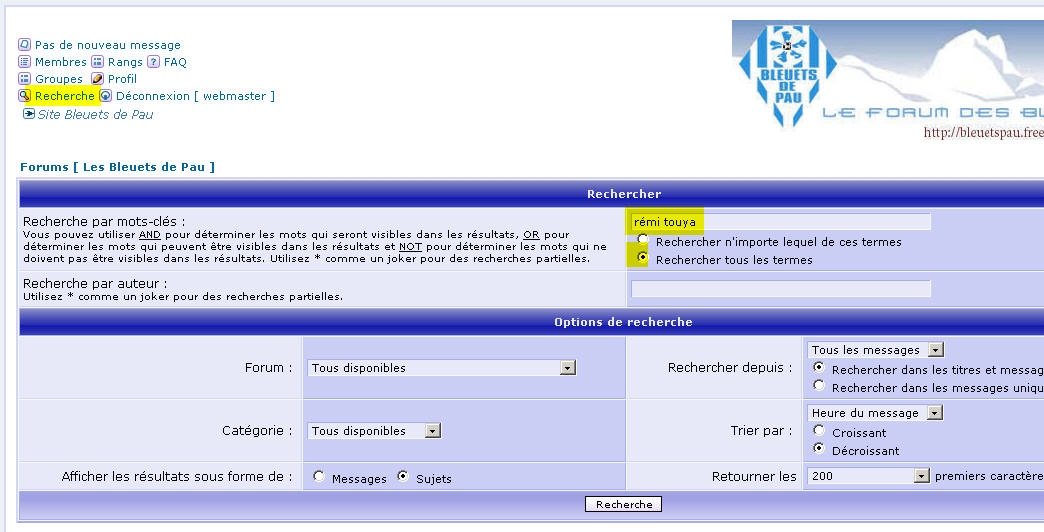 Pas de nouveau message
Membres Rangs FAQ
Groupes Profil
Recherche Déconnexion [ webmaster ]
Site Bleuets de Pau
BLEUETS
DE
PAU
LE FORUM DES BL
http://bleuetspau.free
Forums [ Les Bleuets de Pau ]
Rechercher
Recherche par mots-clés :
Vous pouvez utiliser AND pour déterminer les mots qui seront visibles dans les résultats, OR pour
déterminer les mots qui peuvent être visibles dans les résultats et NOT pour déterminer les mots qui ne
doivent pas être visibles dans les résultats. Utilisez * comme un joker pour des recherches partielles.
rémi touya
Rechercher n'importe lequel de ces termes
Rechercher tous les termes
Recherche par auteur :
Utilisez * comme un joker pour des recherches partielles.
Options de recherche
Forum : Tous disponibles
Rechercher depuis : Tous les messages
Rechercher dans les titres et messag
Rechercher dans les messages uniqu
Catégorie : Tous disponibles
Trier par : Heure du message
Croissant
Décroissant
Afficher les résultats sous forme de : Messages Sujets
Retourner les 200 premiers caractère
Recherche